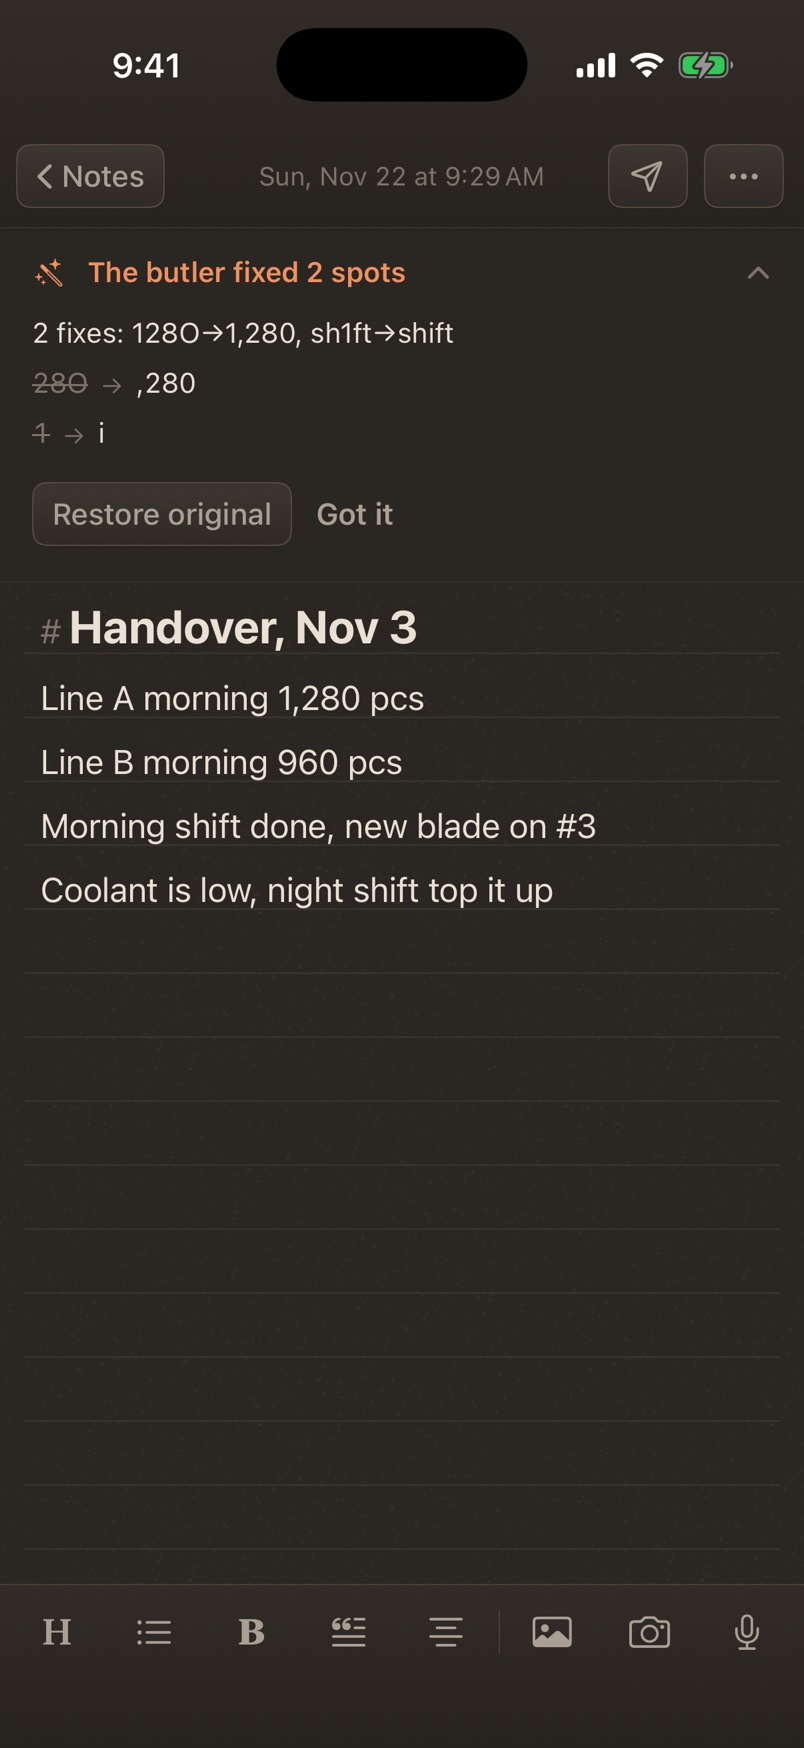 9:41
Notes
Sun, Nov 22 at 9:29 AM
The butler fixed 2 spots
2 fixes: 128O→1,280, sh1ft→shift
28O → ,280
1 → i
Restore original Got it
# Handover, Nov 3
Line A morning 1,280 pcs
Line B morning 960 pcs
Morning shift done, new blade on #3
Coolant is low, night shift top it up
H B